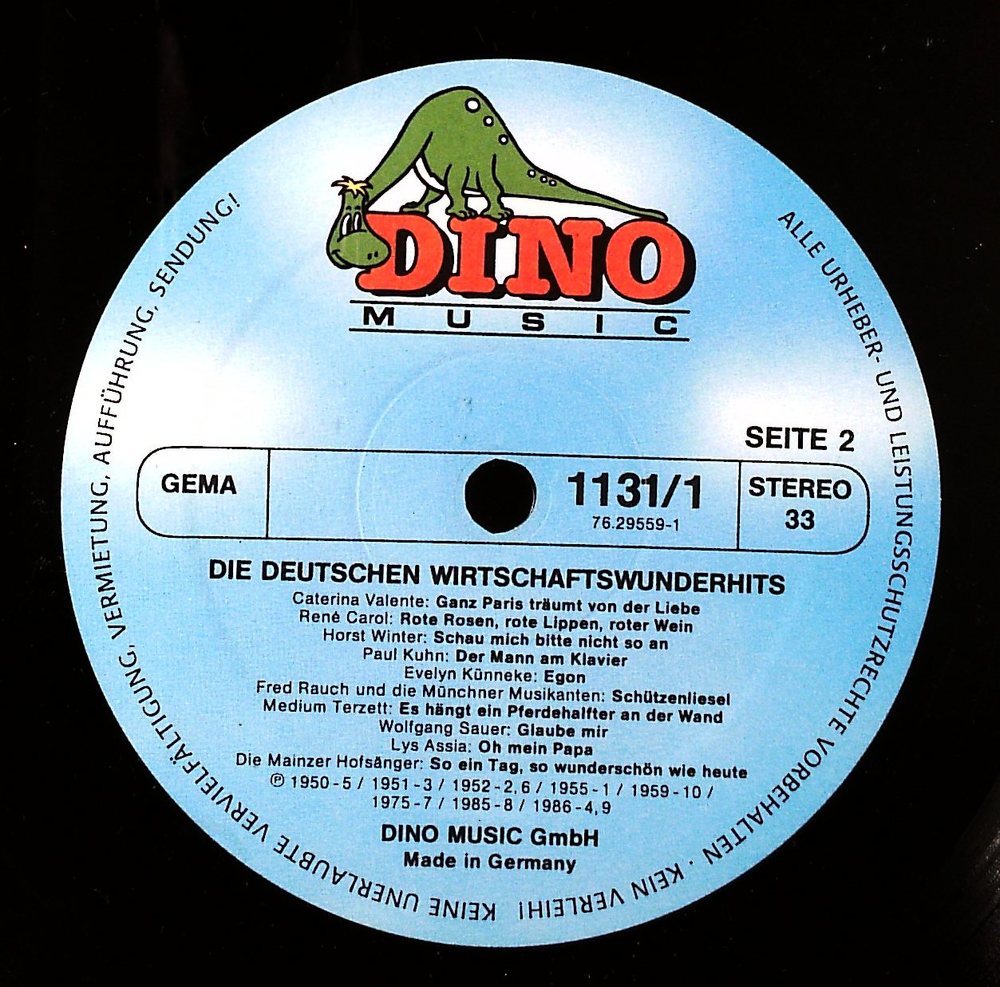 DINO
MUSIC
ALLE URHEBER- UND LEISTUNGSSCHUTZRECHTE VORBEHALTEN . KEIN VERLEIH! KEINE UNERLAUBTE VERVIELFÄLTIGUNG, VERMIETUNG, AUFFÜHRUNG, SENDUNG!
SEITE 2
GEMA
1131/1
76.29559-1
STEREO
33
DIE DEUTSCHEN WIRTSCHAFTSWUNDERHITS
Caterina Valente: Ganz Paris träumt von der Liebe
René Carol: Rote Rosen, rote Lippen, roter Wein
Horst Winter: Schau mich bitte nicht so an
Paul Kuhn: Der Mann am Klavier
Evelyn Künneke: Egon
Fred Rauch und die Münchner Musikanten: Schützenliesel
Medium Terzett: Es hängt ein Pferdehalfter an der Wand
Wolfgang Sauer: Glaube mir
Lys Assia: Oh mein Papa
Die Mainzer Hofsänger: So ein Tag, so wunderschön wie heute
℗ 1950-5 / 1951-3 / 1952-2,6 / 1955-1 / 1959-10 /
1975-7 / 1985-8 / 1986-4,9
DINO MUSIC GmbH
Made in Germany